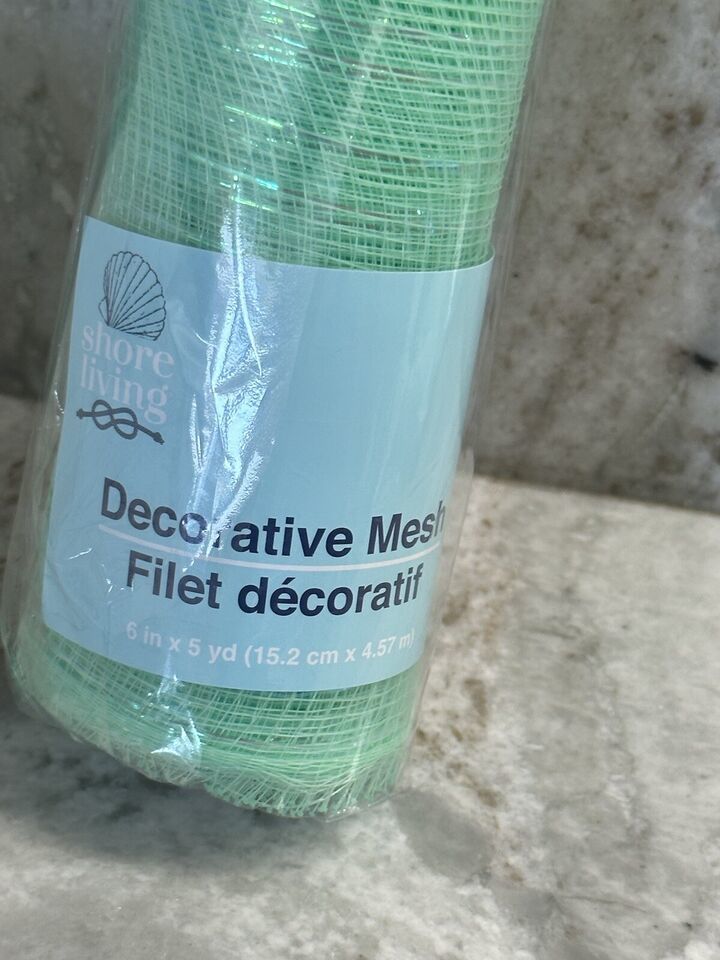 shore
living
Decorative Mesh
Filet décoratif
6 in x 5 yd (15.2 cm x 4.57 m)